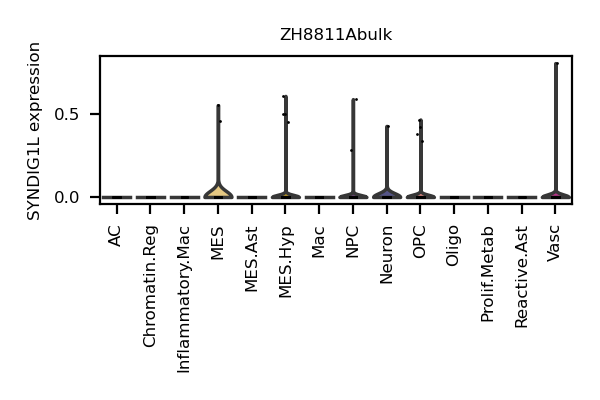 ZH8811Abulk
SYNDIG1L expression
0.5
0.0
AC
Chromatin.Reg
Inflammatory.Mac
MES
MES.Ast
MES.Hyp
Mac
NPC
Neuron
OPC
Oligo
Prolif.Metab
Reactive.Ast
Vasc